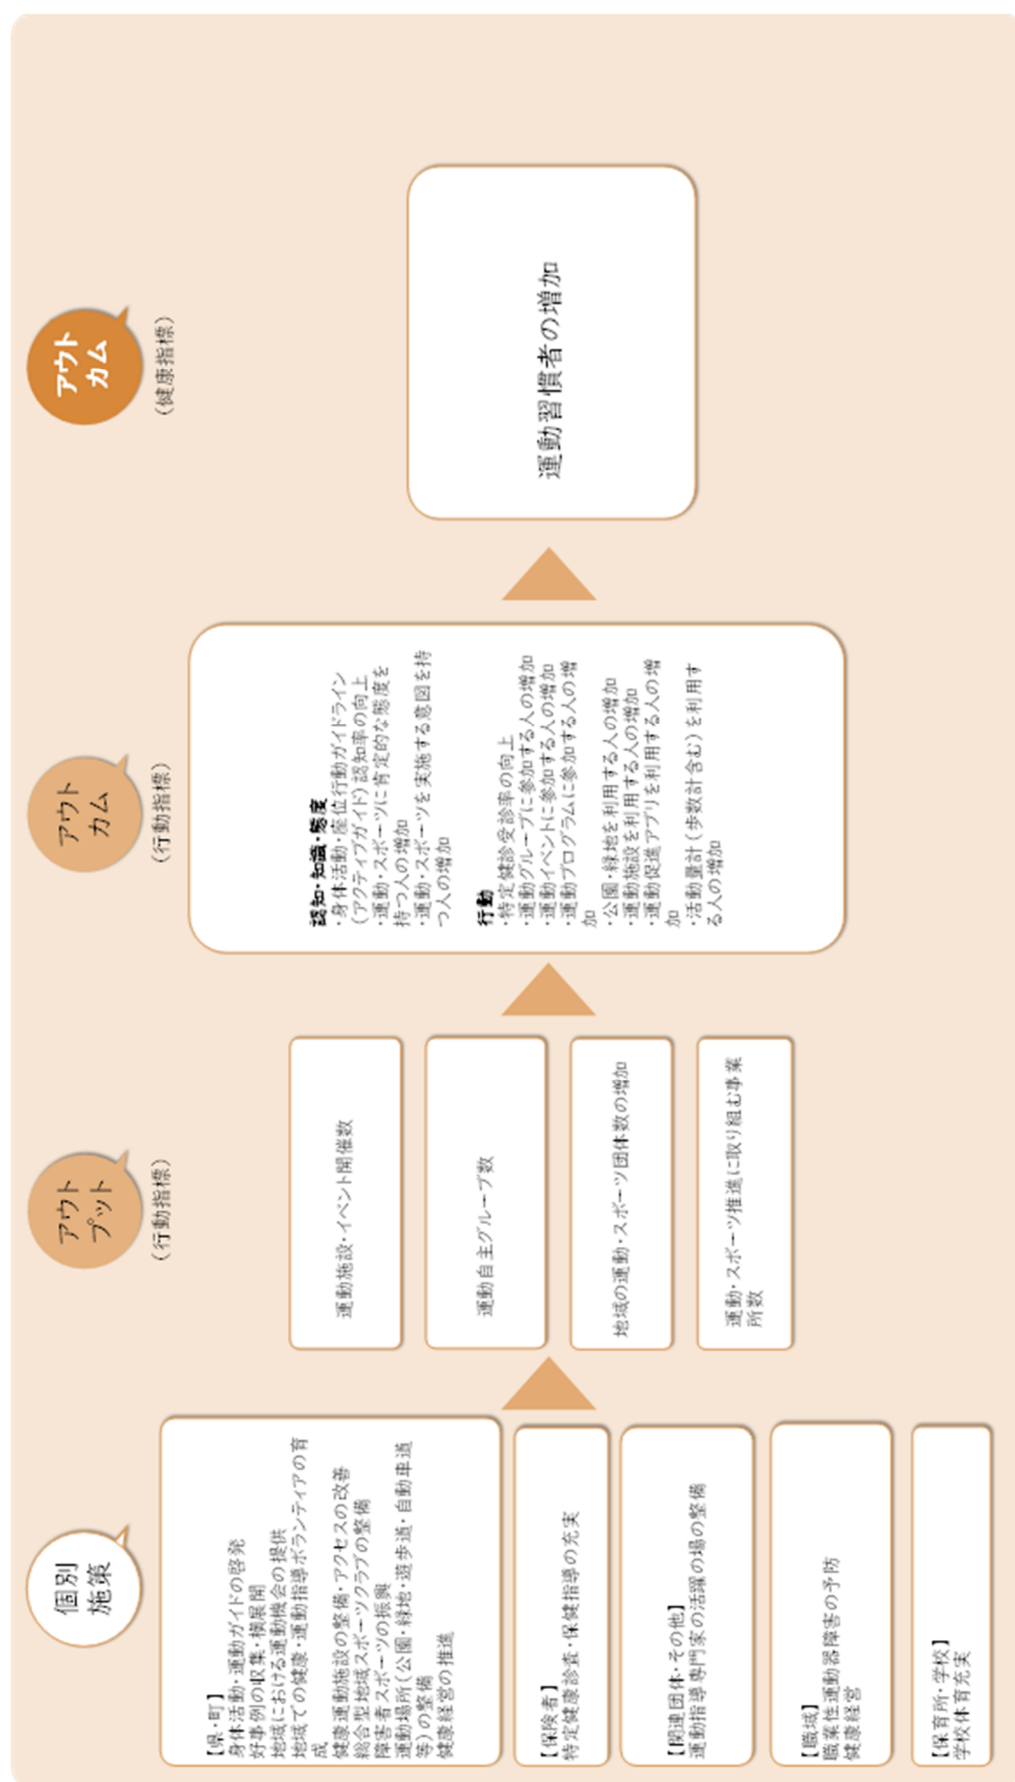 個別
施策
【県・町】
身体活動・運動ガイドの啓発
好事例の収集・横展開
地域における運動機会の提供
地域での健康・運動指導ボランティアの育
成
健康運動施設の整備・アクセスの改善
総合型地域スポーツクラブの整備
障害者スポーツの振興
運動場所（公園・緑地・遊歩道・自動車道
等）の整備
健康経営の推進
【保険者】
特定健康診査・保健指導の充実
【関連団体・その他】
運動指導専門家の活躍の場の整備
【職域】
職業性運動器障害の予防
健康経営
【保育所・学校】
学校体育充実
アウト
プット
（行動指標）
運動施設・イベント開催数
運動自主グループ数
地域の運動・スポーツ団体数の増加
運動・スポーツ推進に取り組む事業
所数
アウト
カム
（行動指標）
認知・知識・態度
・身体活動・座位行動ガイドライン
（アクティブガイド）認知率の向上
・運動・スポーツに肯定的な態度を
持つ人の増加
・運動・スポーツを実施する意図を持
つ人の増加
行動
・特定健診受診率の向上
・運動グループに参加する人の増加
・運動イベントに参加する人の増加
・運動プログラムに参加する人の増
加
・公園・緑地を利用する人の増加
・運動施設を利用する人の増加
・運動促進アプリを利用する人の増
加
・活動量計（歩数計含む）を利用す
る人の増加
アウト
カム
（健康指標）
運動習慣者の増加